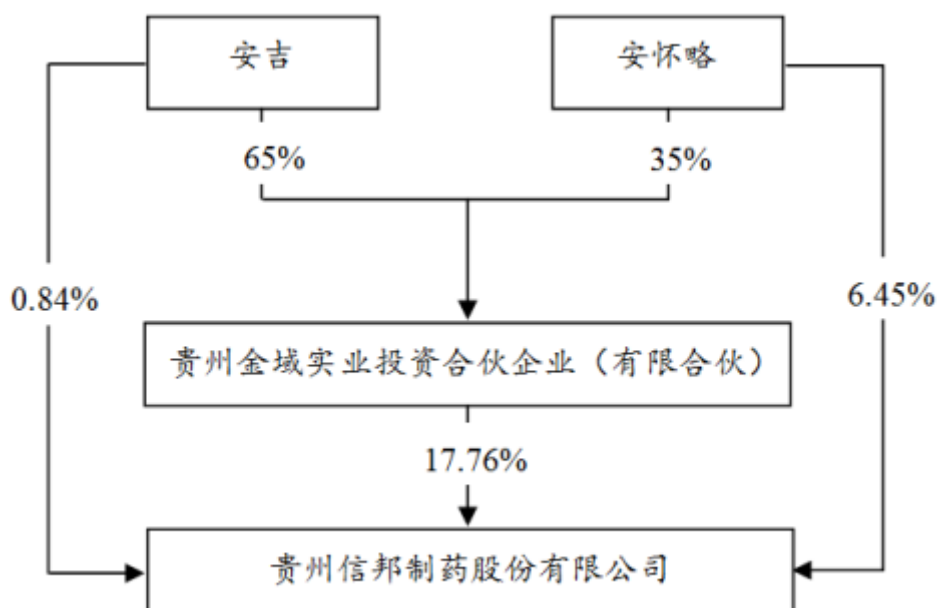 安吉
安怀略
65%
35%
0.84%
6.45%
贵州金域实业投资合伙企业（有限合伙）
17.76%
贵州信邦制药股份有限公司